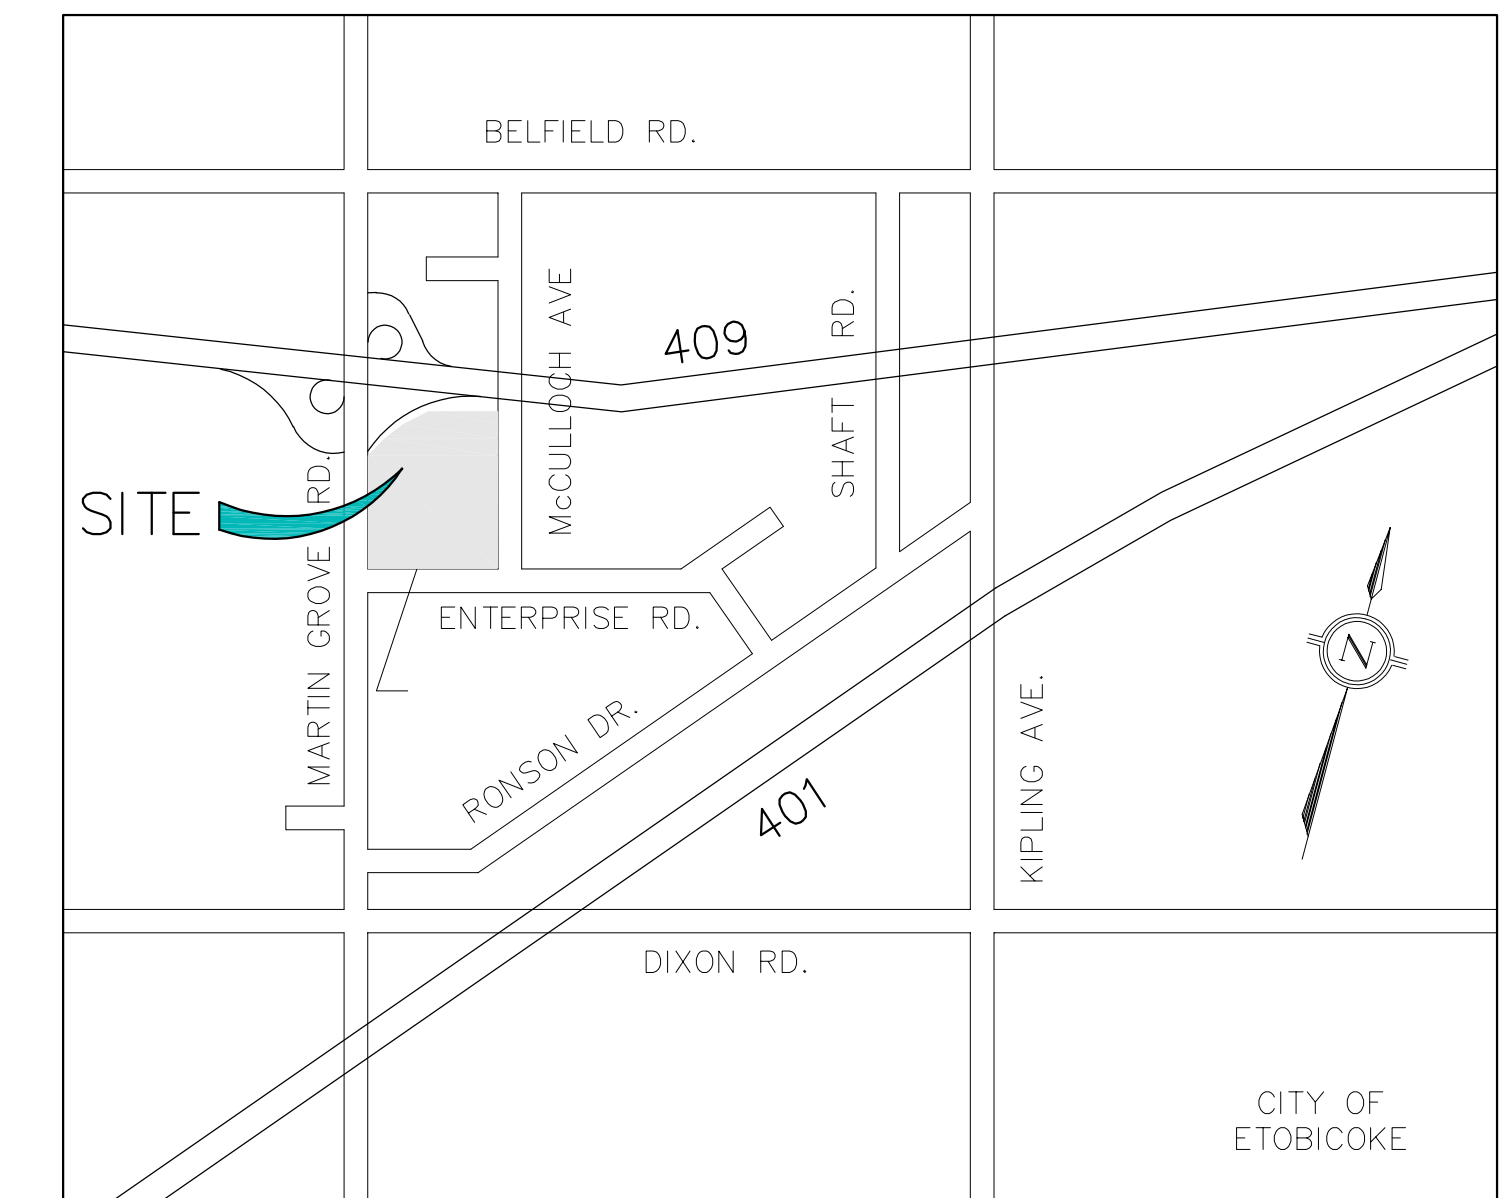 BELFIELD RD.
McCULLOCH AVE
409
SHAFT RD.
SITE
MARTIN GROVE RD.
ENTERPRISE RD.
N
RONSON DR.
401
KIPLING AVE.
DIXON RD.
CITY OF
ETOBICOKE